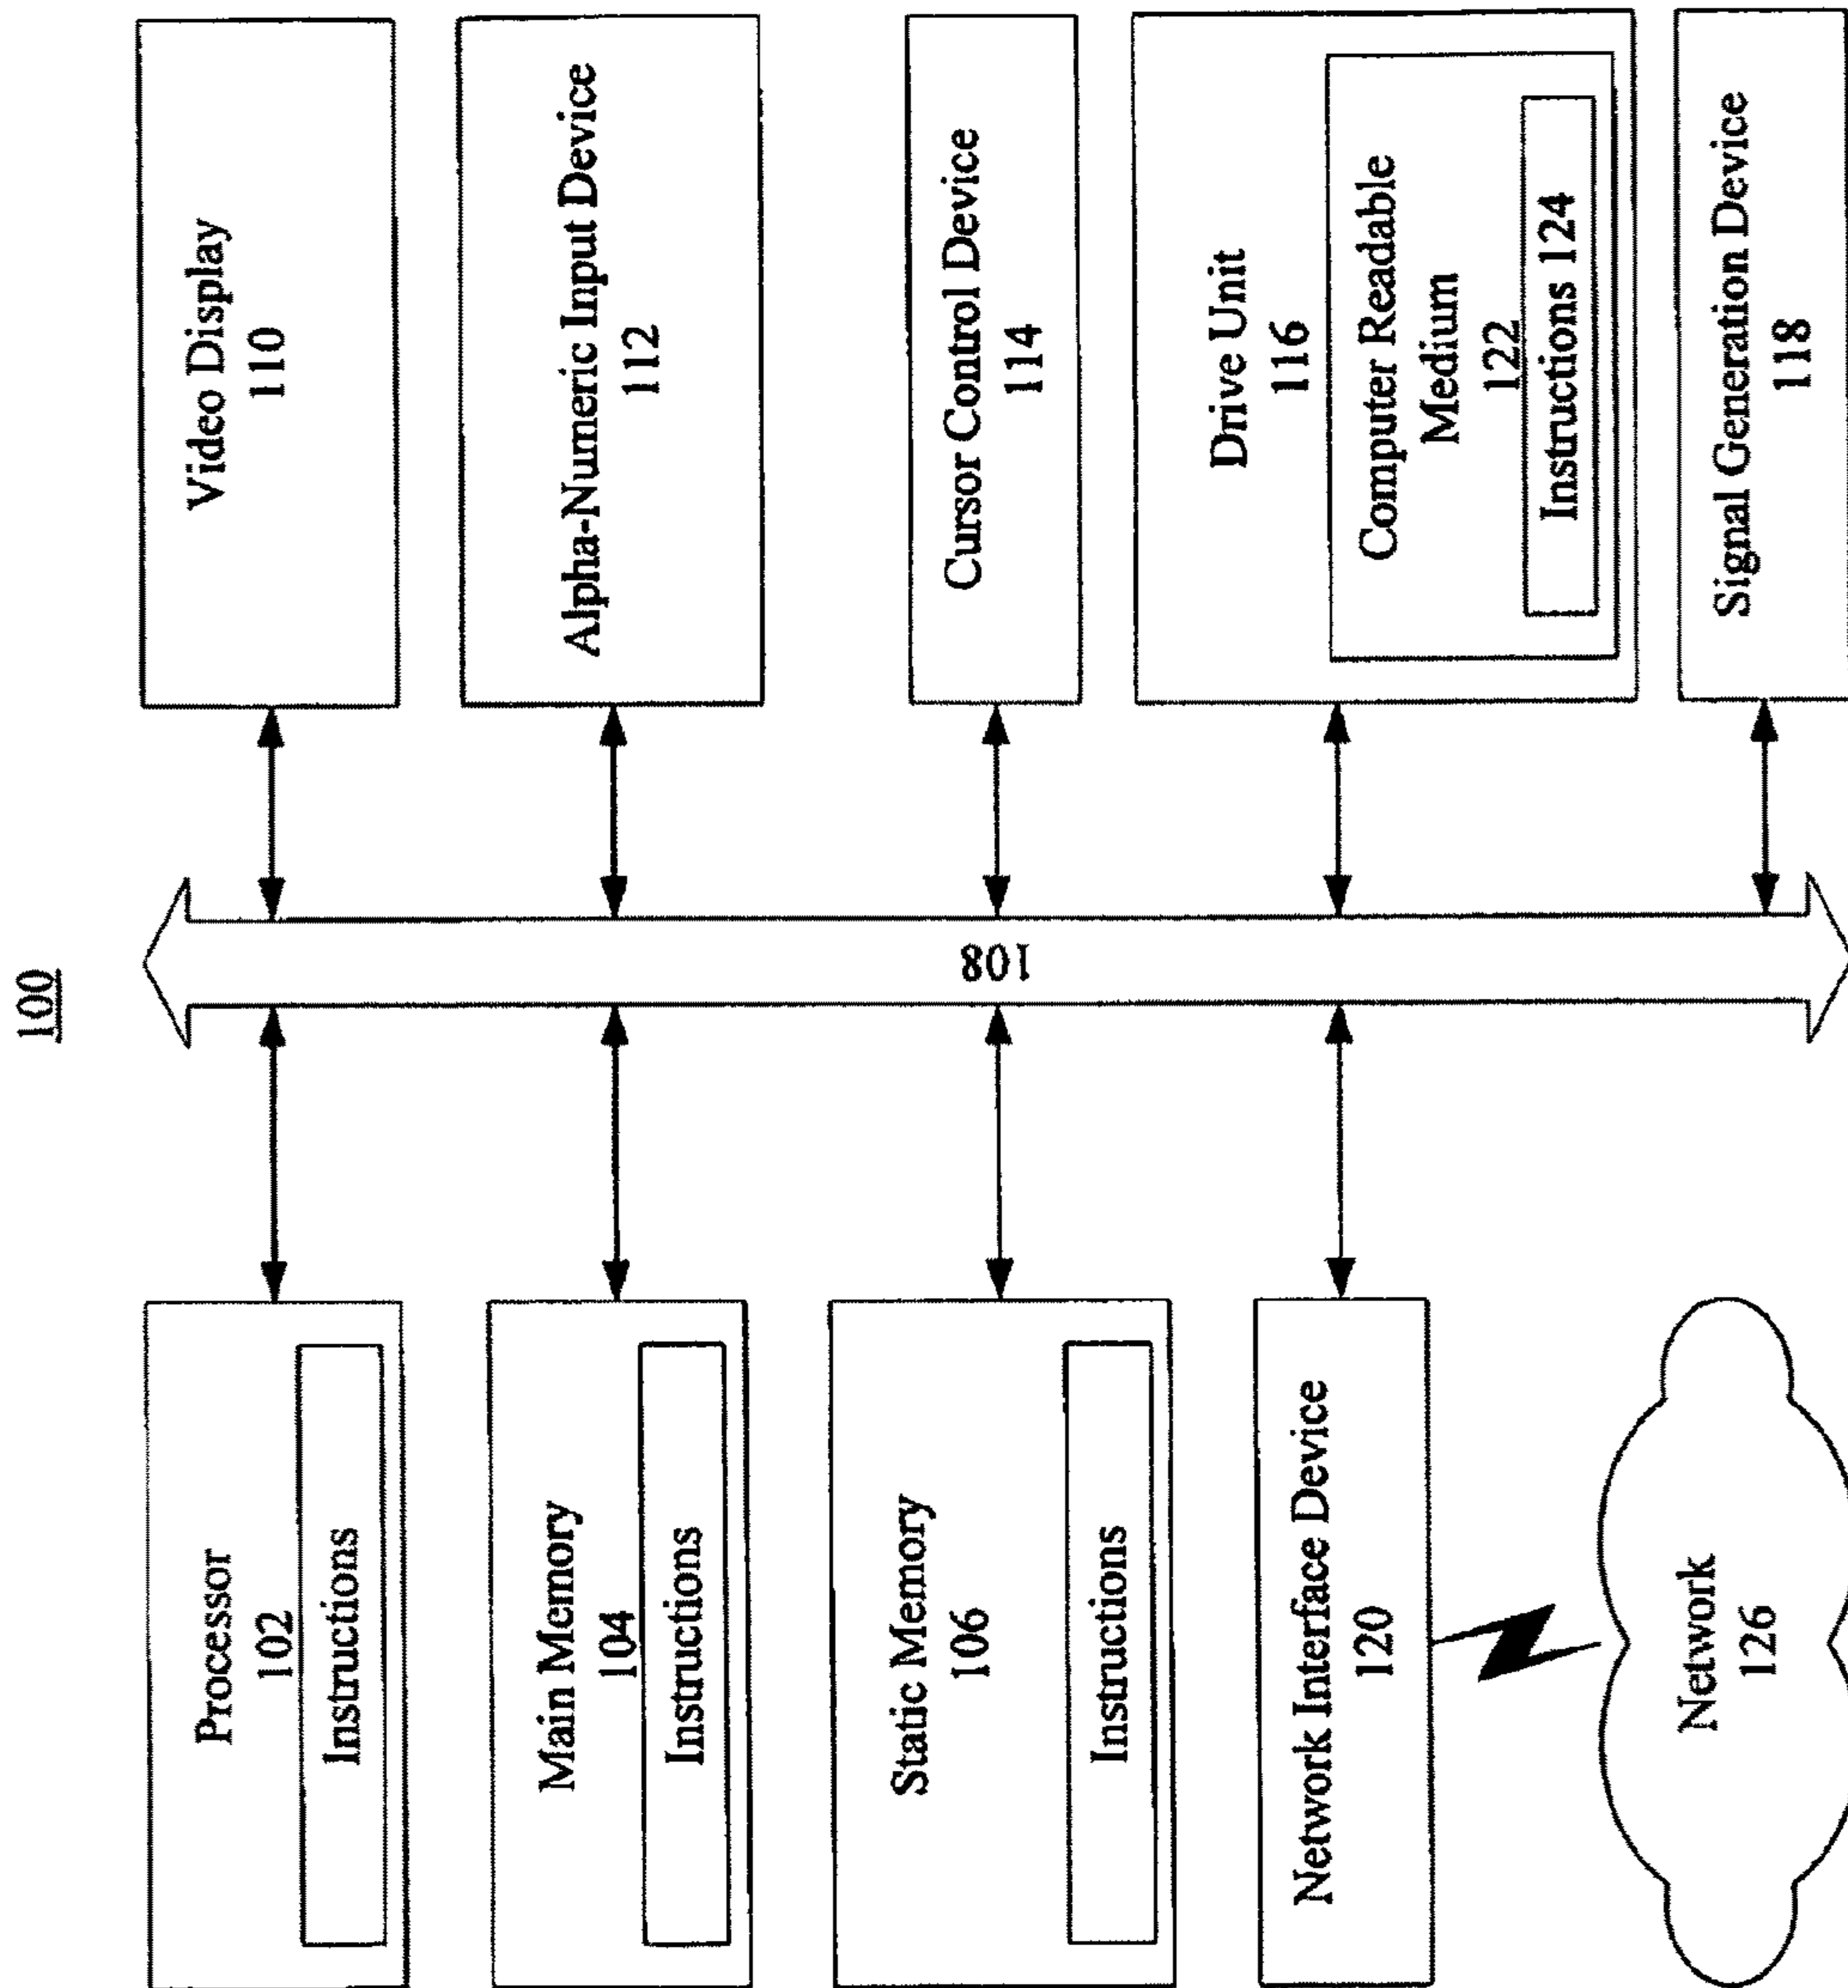 100
Processor
102
Instructions
Main Memory
104
Instructions
Static Memory
106
Instructions
Network Interface Device
120
Network
126
108
Video Display
110
Alpha-Numeric Input Device
112
Cursor Control Device
114
Drive Unit
116
Computer Readable
Medium
122
Instructions 124
Signal Generation Device
118